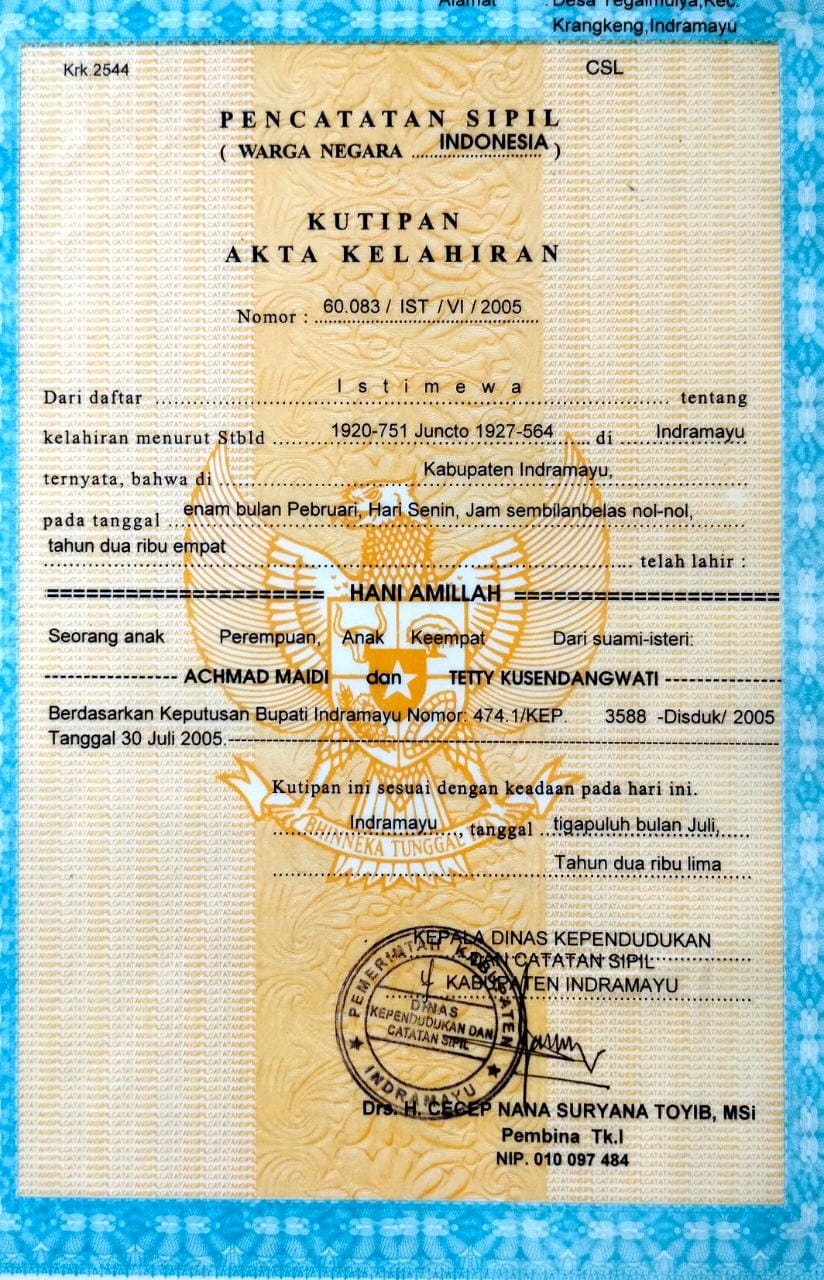 Alamat : Desa Tegalmulya,Kec.
Krangkeng,Indramayu
Krk 2544 CSL
PENCATATAN SIPIL
( WARGA NEGARA INDONESIA )
KUTIPAN
AKTA KELAHIRAN
Nomor : 60.083 / IST / VI / 2005
Dari daftar I s t i m e w a tentang
kelahiran menurut Stbld 1920-751 Juncto 1927-564 di Indramayu
ternyata, bahwa di Kabupaten Indramayu,
pada tanggal enam bulan Pebruari, Hari Senin, Jam sembilanbelas nol-nol,
tahun dua ribu empat telah lahir :
HANI AMILLAH
Seorang anak Perempuan, Anak Keempat Dari suami-isteri:
ACHMAD MAIDI dan TETTY KUSENDANGWATI
Berdasarkan Keputusan Bupati Indramayu Nomor: 474.1/KEP. 3588 -Disduk/ 2005
Tanggal 30 Juli 2005.
Kutipan ini sesuai dengan keadaan pada hari ini.
Indramayu, tanggal tigapuluh bulan Juli,
BHINNEKA TUNGGAL IKA
Tahun dua ribu lima
KEPALA DINAS KEPENDUDUKAN
DAN CATATAN SIPIL
KABUPATEN INDRAMAYU
PEMERINTAH KABUPATEN
DINAS
KEPENDUDUKAN DAN
CATATAN SIPIL
INDRAMAYU
Drs. H. CECEP NANA SURYANA TOYIB, MSi
Pembina Tk.I
NIP. 010 097 484